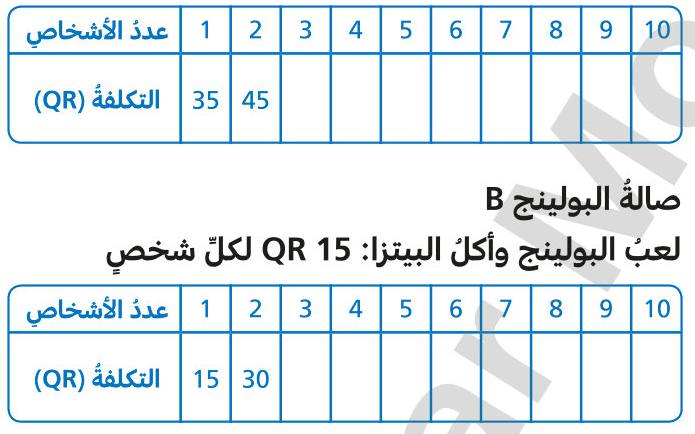 عددُ الأشخاصِ 1 2 3 4 5 6 7 8 9 10
التكلفةُ (QR) 35 45
صالةُ البولينج B
لعبُ البولينج وأكلُ البيتزا: QR 15 لكلِّ شخصٍ
عددُ الأشخاصِ 1 2 3 4 5 6 7 8 9 10
التكلفةُ (QR) 15 30